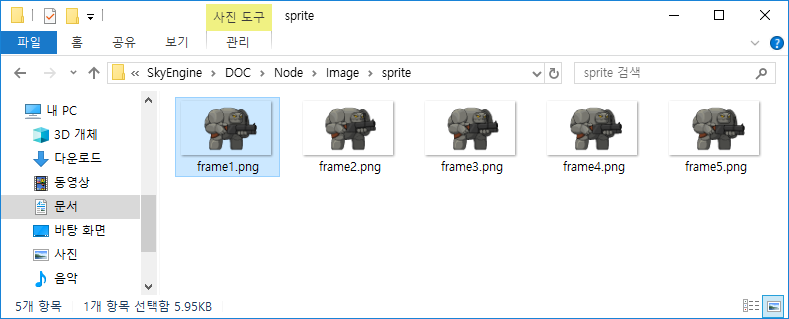 사진 도구 sprite
파일 홈 공유 보기 관리
« SkyEngine > DOC > Node > Image > sprite sprite 검색
내 PC
3D 개체
다운로드
동영상
문서
바탕 화면
사진
음악
frame1.png frame2.png frame3.png frame4.png frame5.png
5개 항목 1개 항목 선택함 5.95KB